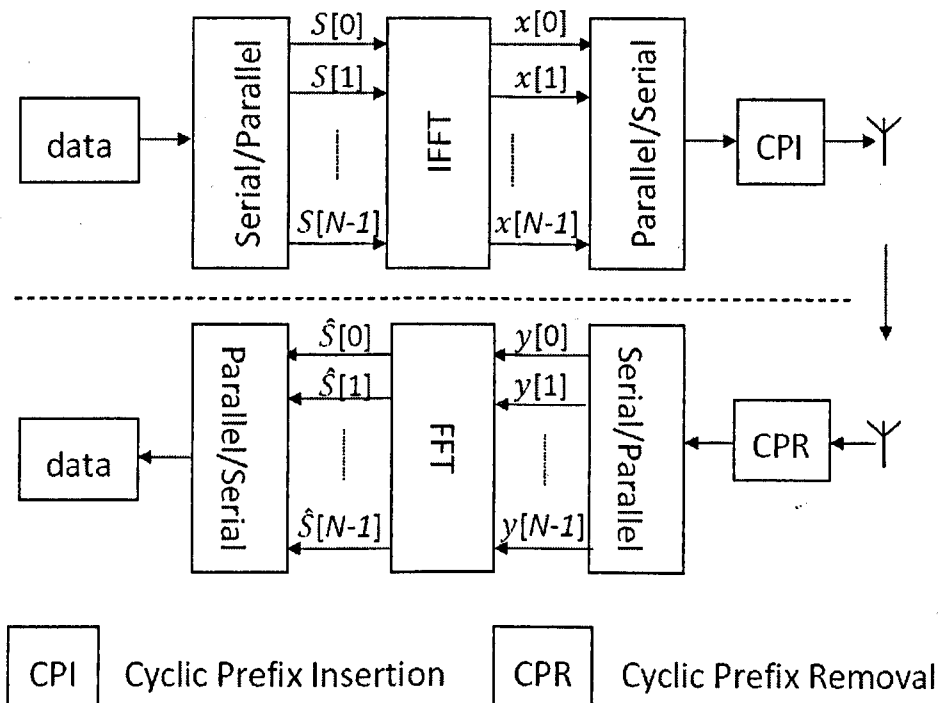 data
Serial/Parallel
S[0]
S[1]
S[N-1]
IFFT
x[0]
x[1]
x[N-1]
Parallel/Serial
CPI
data
Parallel/Serial
Ŝ[0]
Ŝ[1]
Ŝ[N-1]
FFT
y[0]
y[1]
y[N-1]
Serial/Parallel
CPR
CPI Cyclic Prefix Insertion
CPR Cyclic Prefix Removal